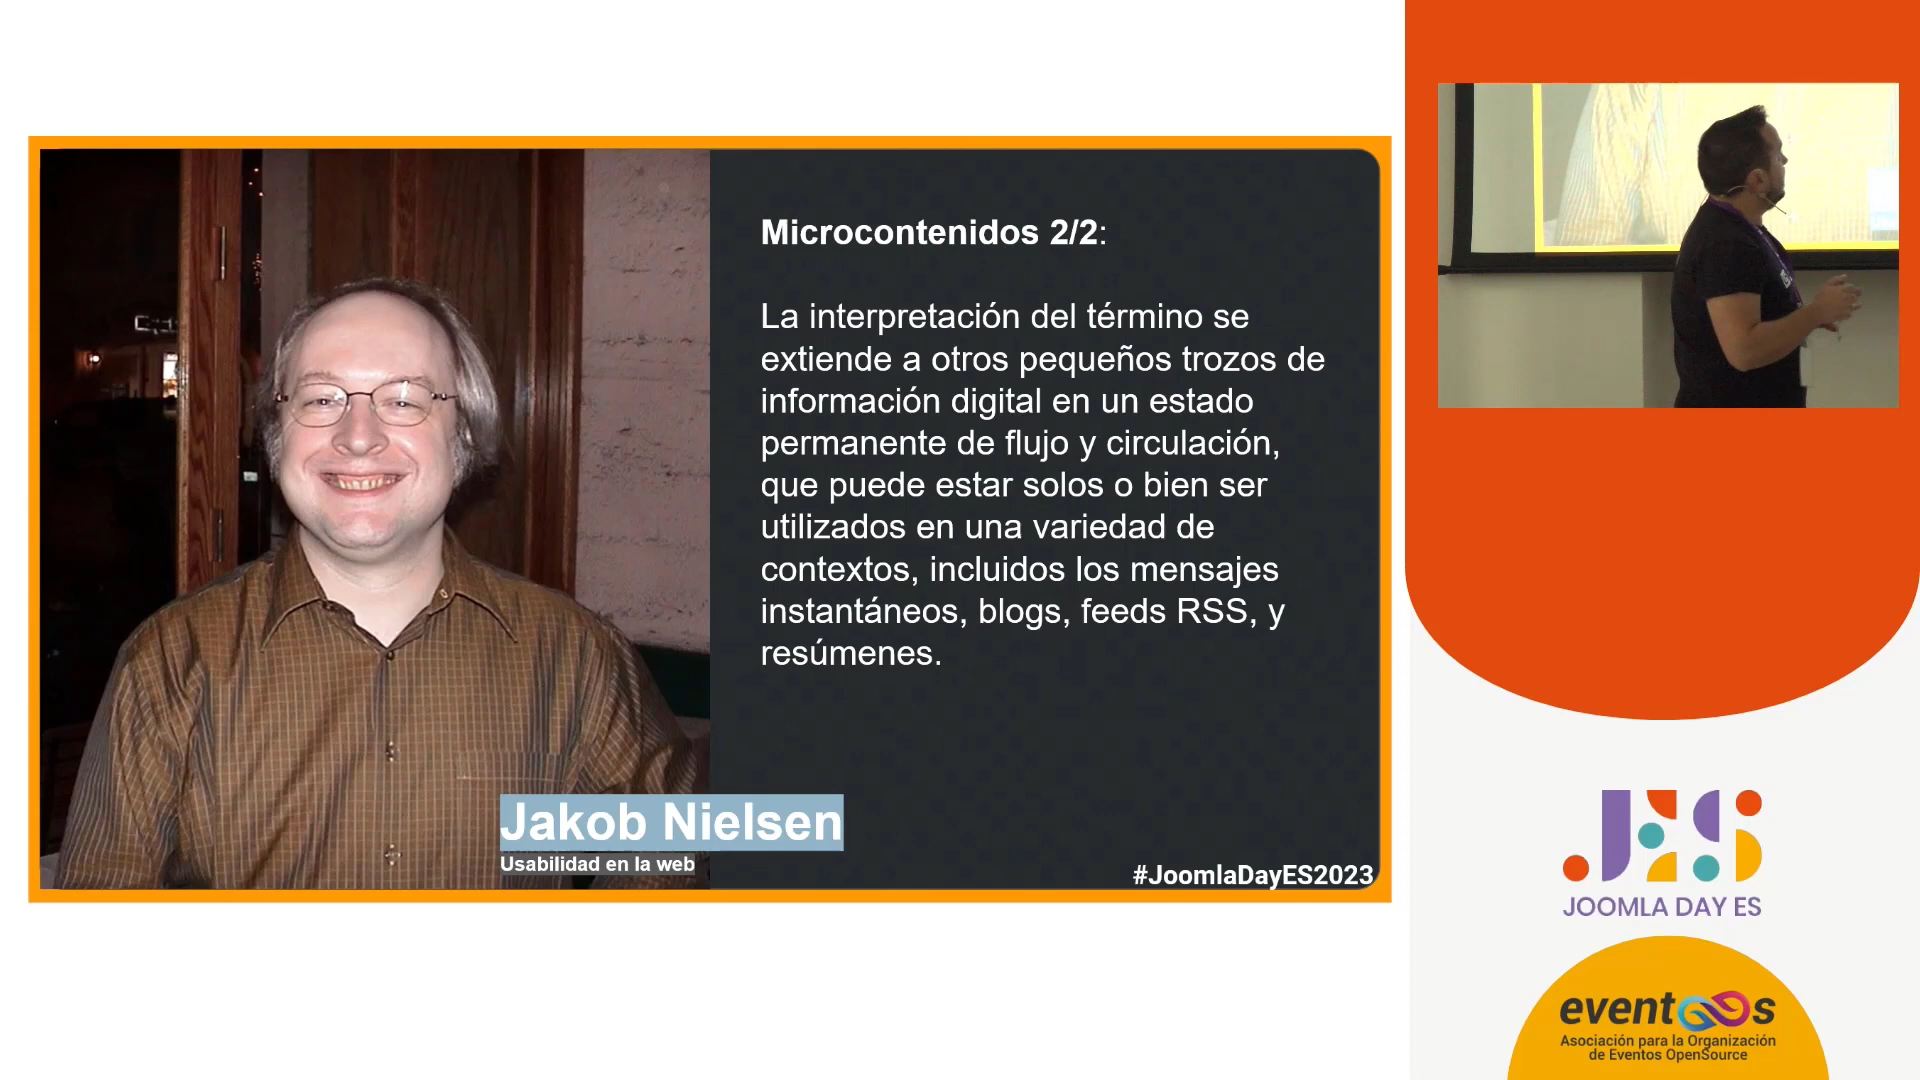 Microcontenidos 2/2:
La interpretación del término se
extiende a otros pequeños trozos de
información digital en un estado
permanente de flujo y circulación,
que puede estar solos o bien ser
utilizados en una variedad de
contextos, incluidos los mensajes
instantáneos, blogs, feeds RSS, y
resúmenes.
Jakob Nielsen
Usabilidad en la web
#JoomlaDayES2023
JES
JOOMLA DAY ES
eventoos
Asociación para la Organización
de Eventos OpenSource